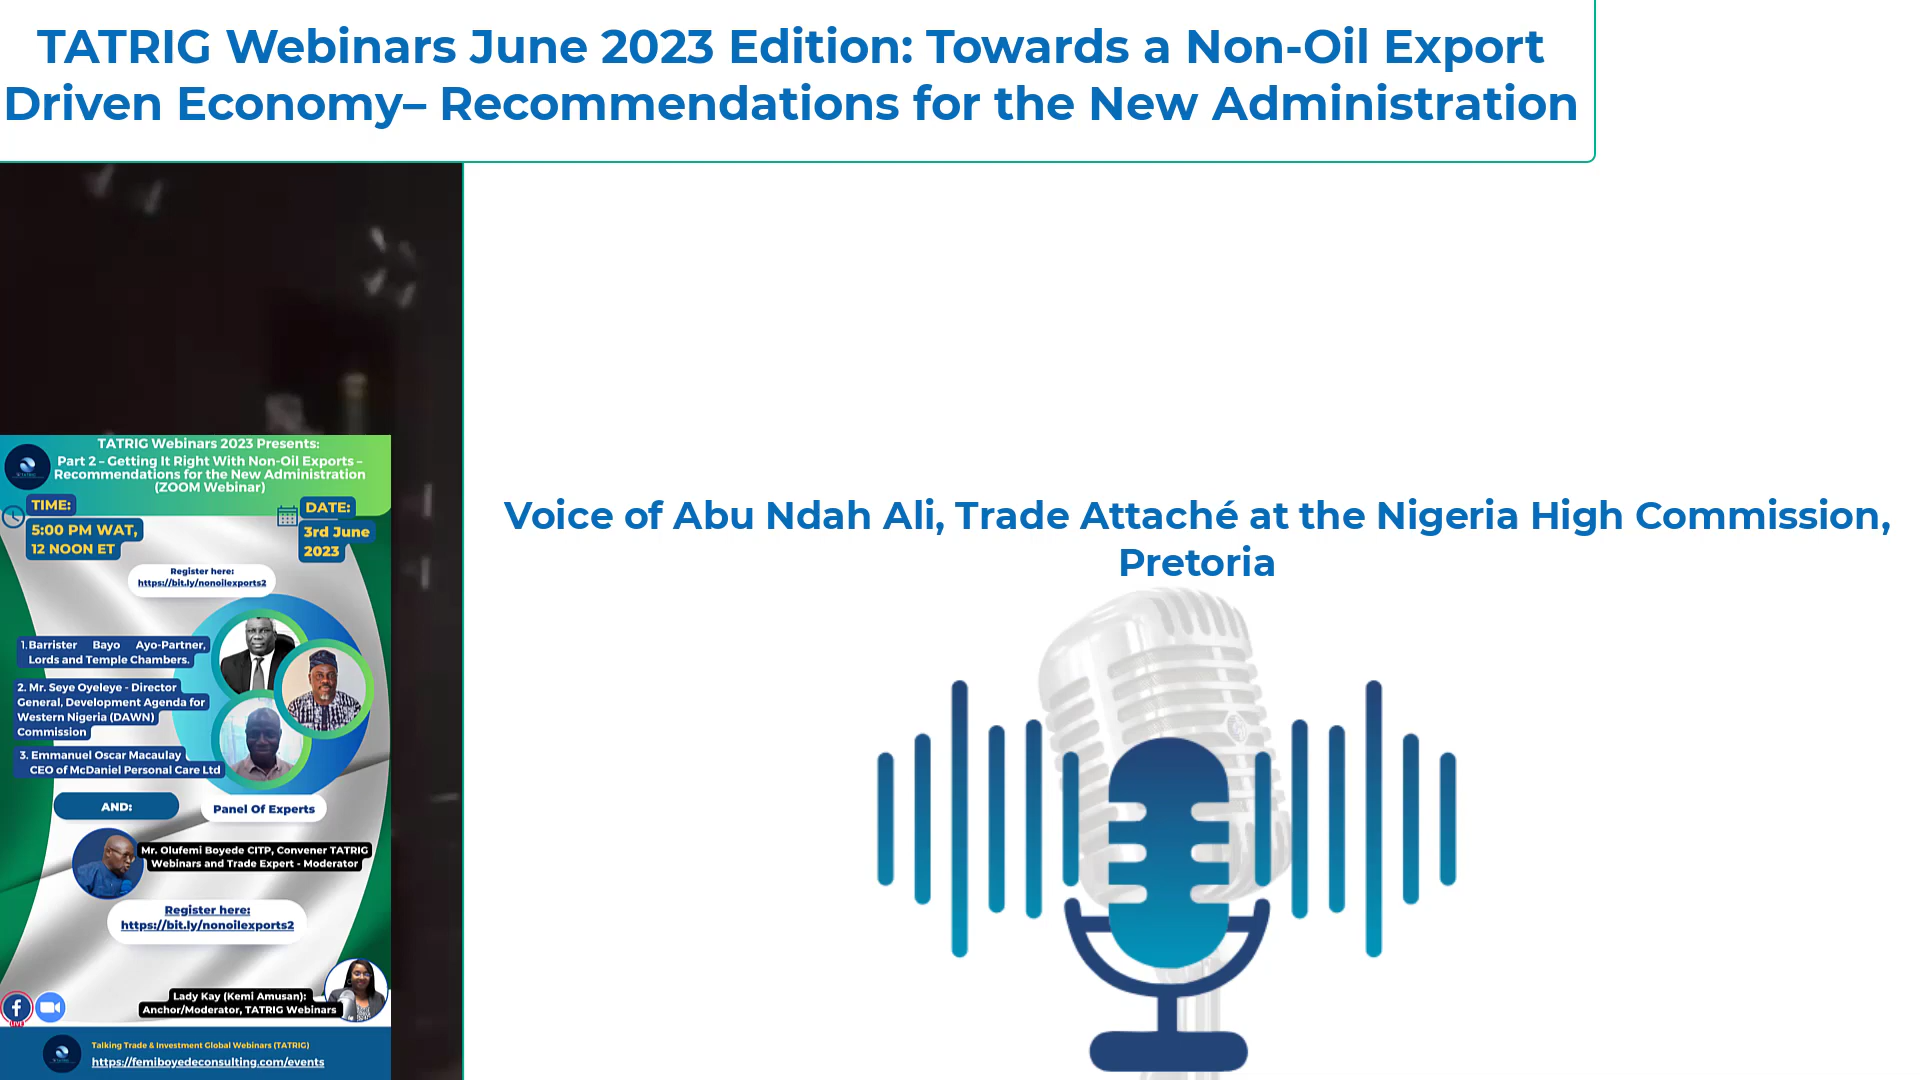 TATRIG Webinars June 2023 Edition: Towards a Non-Oil Export
Driven Economy– Recommendations for the New Administration
TATRIG Webinars 2023 Presents:
Part 2 – Getting It Right With Non-Oil Exports –
Recommendations for the New Administration
(ZOOM Webinar)
TIME:
5:00 PM WAT,
12 NOON ET
DATE:
3rd June
2023
Register here:
https://bit.ly/nonoilexports2
1.Barrister Bayo Ayo-Partner,
Lords and Temple Chambers.
2. Mr. Seye Oyeleye - Director
General, Development Agenda for
Western Nigeria (DAWN)
Commission
3. Emmanuel Oscar Macaulay
CEO of McDaniel Personal Care Ltd
AND:
Panel Of Experts
Mr. Olufemi Boyede CITP, Convener TATRIG
Webinars and Trade Expert - Moderator
Register here:
https://bit.ly/nonoilexports2
Lady Kay (Kemi Amusan):
Anchor/Moderator, TATRIG Webinars
LIVE
Talking Trade & Investment Global Webinars (TATRIG)
https://femiboyedeconsulting.com/events
Voice of Abu Ndah Ali, Trade Attaché at the Nigeria High Commission,
Pretoria